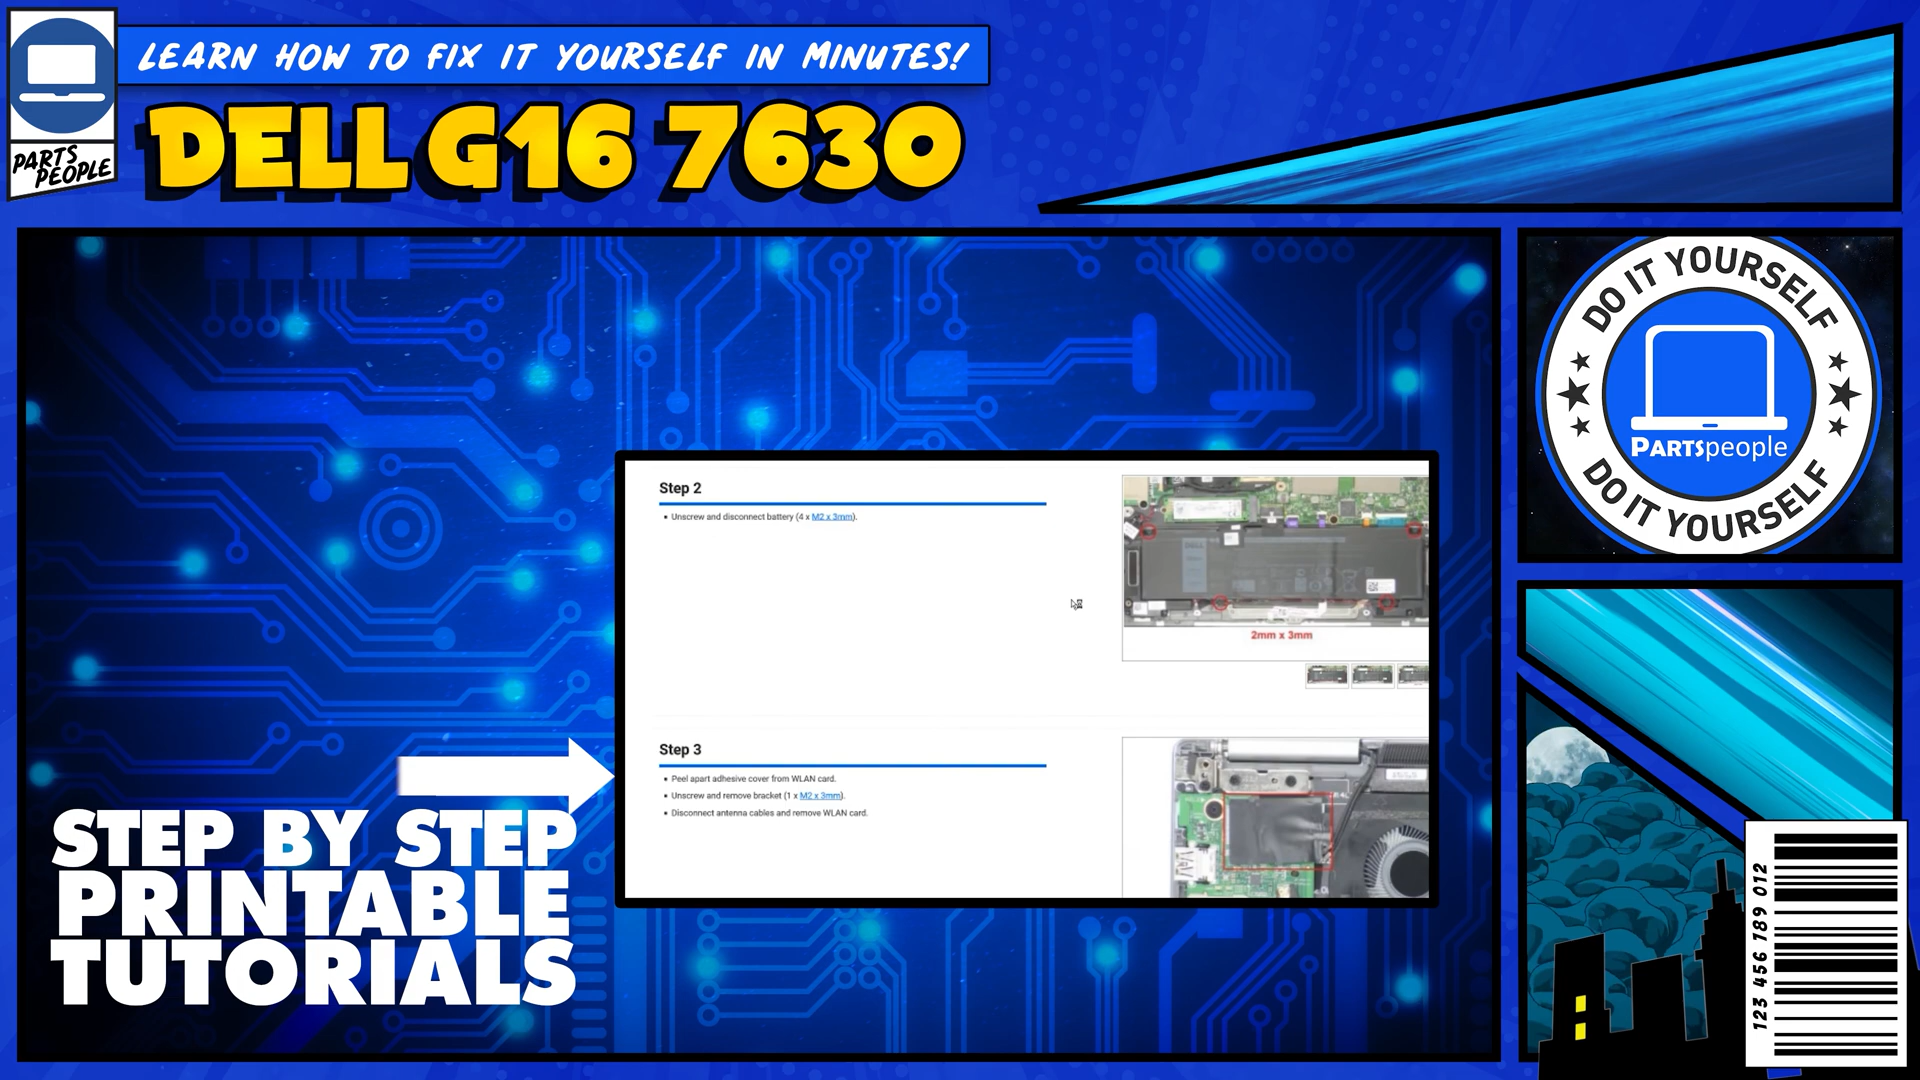 LEARN HOW TO FIX IT YOURSELF IN MINUTES!
DELL G16 7630
PARTS
PEOPLE
DO IT YOURSELF
PARTSpeople
DO IT YOURSELF
Step 2
Unscrew and disconnect battery (4 x M2 x 3mm).
2mm x 3mm
Step 3
Peel apart adhesive cover from WLAN card.
Unscrew and remove bracket (1 x M2 x 3mm).
Disconnect antenna cables and remove WLAN card.
STEP BY STEP
PRINTABLE
TUTORIALS
123 456 789 012